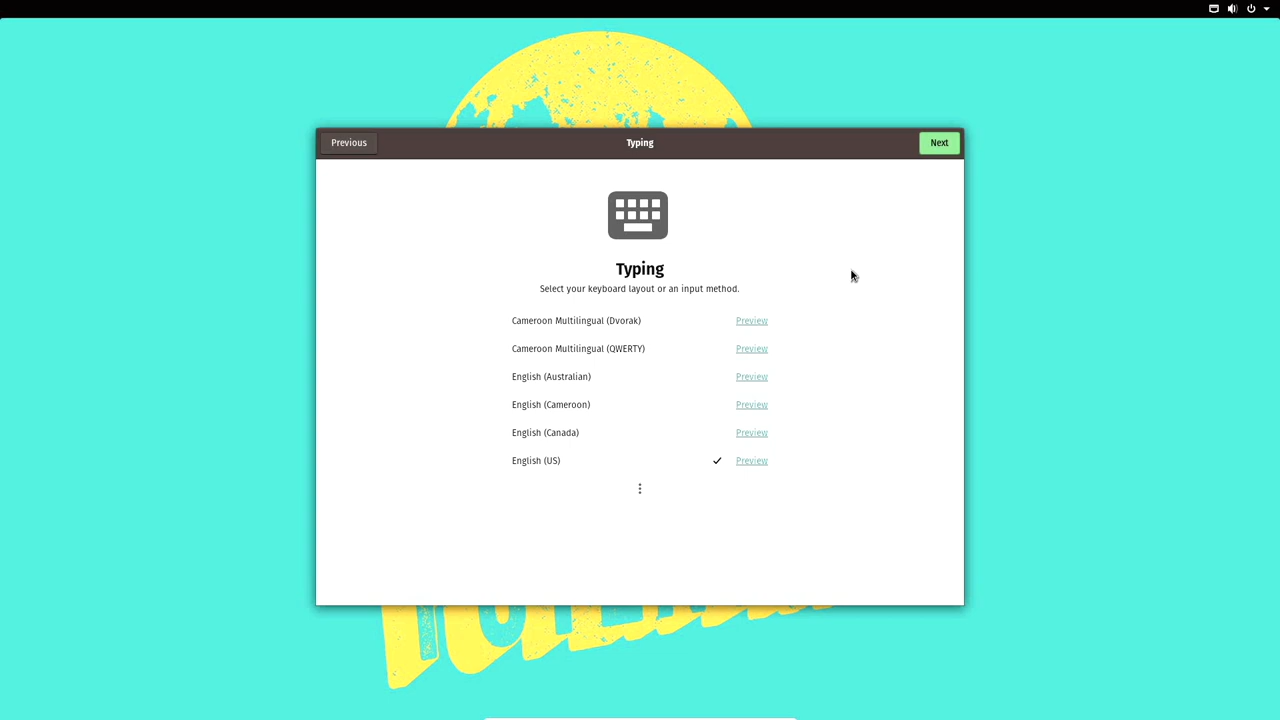 Previous
Typing
Next
Typing
Select your keyboard layout or an input method.
Cameroon Multilingual (Dvorak) Preview
Cameroon Multilingual (QWERTY) Preview
English (Australian) Preview
English (Cameroon) Preview
English (Canada) Preview
English (US) Preview